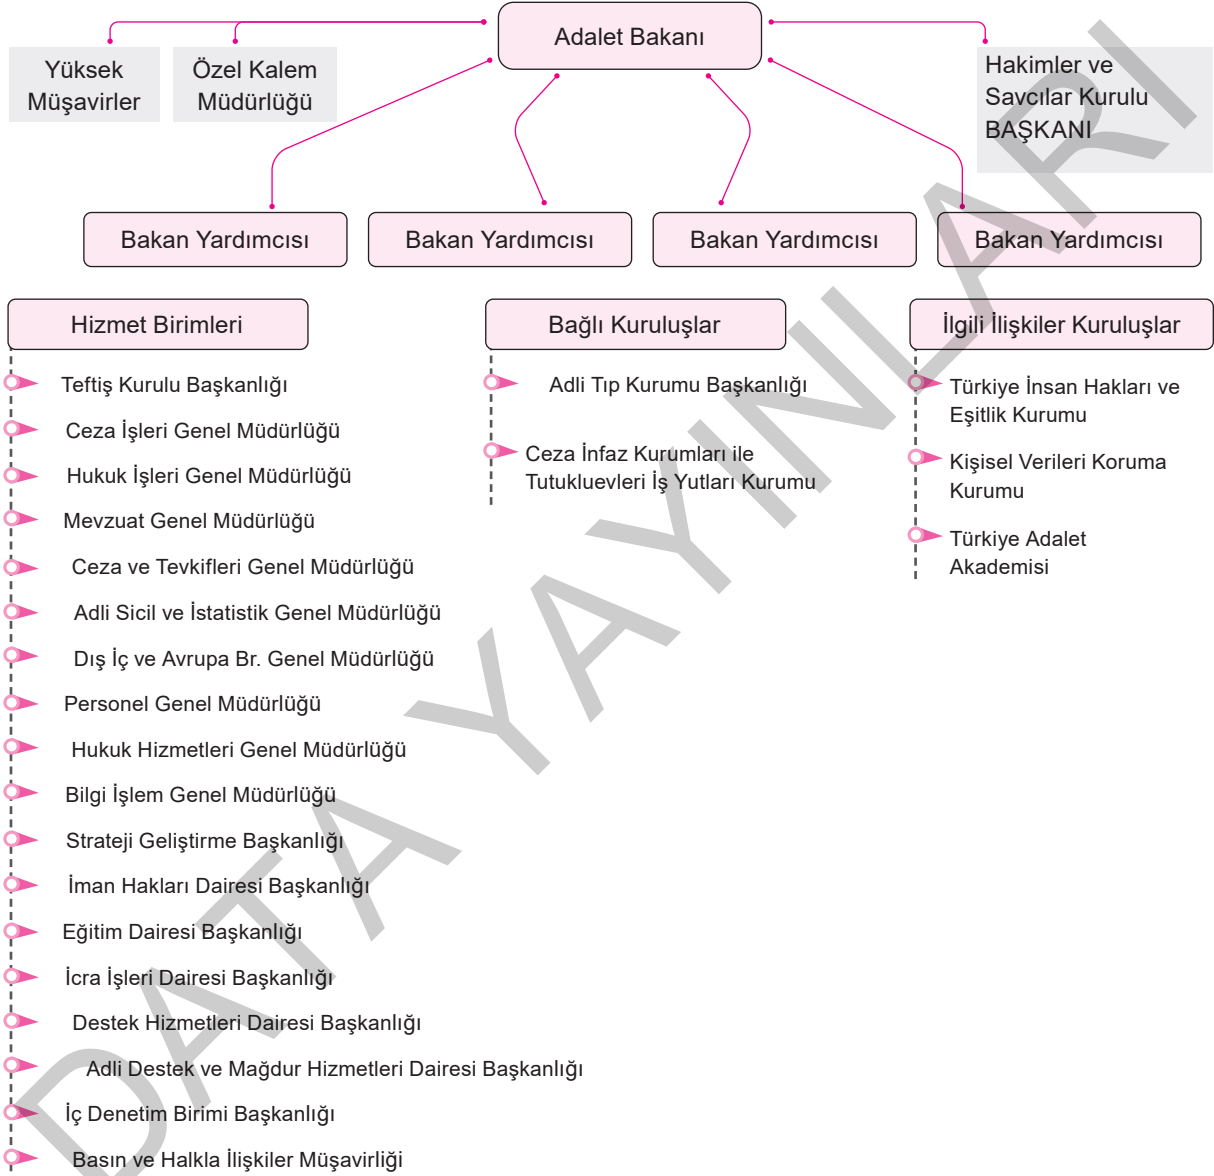 Adalet Bakanı
Yüksek
Müşavirler
Özel Kalem
Müdürlüğü
Hakimler ve
Savcılar Kurulu
BAŞKANI
Bakan Yardımcısı
Bakan Yardımcısı
Bakan Yardımcısı
Bakan Yardımcısı
Hizmet Birimleri
Teftiş Kurulu Başkanlığı
Ceza İşleri Genel Müdürlüğü
Hukuk İşleri Genel Müdürlüğü
Mevzuat Genel Müdürlüğü
Ceza ve Tevkifleri Genel Müdürlüğü
Adli Sicil ve İstatistik Genel Müdürlüğü
Dış İç ve Avrupa Br. Genel Müdürlüğü
Personel Genel Müdürlüğü
Hukuk Hizmetleri Genel Müdürlüğü
Bilgi İşlem Genel Müdürlüğü
Strateji Geliştirme Başkanlığı
İman Hakları Dairesi Başkanlığı
Eğitim Dairesi Başkanlığı
İcra İşleri Dairesi Başkanlığı
Destek Hizmetleri Dairesi Başkanlığı
Adli Destek ve Mağdur Hizmetleri Dairesi Başkanlığı
İç Denetim Birimi Başkanlığı
Basın ve Halkla İlişkiler Müşavirliği
Bağlı Kuruluşlar
Adli Tıp Kurumu Başkanlığı
Ceza İnfaz Kurumları ile
Tutukluevleri İş Yutları Kurumu
İlgili İlişkiler Kuruluşlar
Türkiye İnsan Hakları ve
Eşitlik Kurumu
Kişisel Verileri Koruma
Kurumu
Türkiye Adalet
Akademisi
DATA YAYINLARI